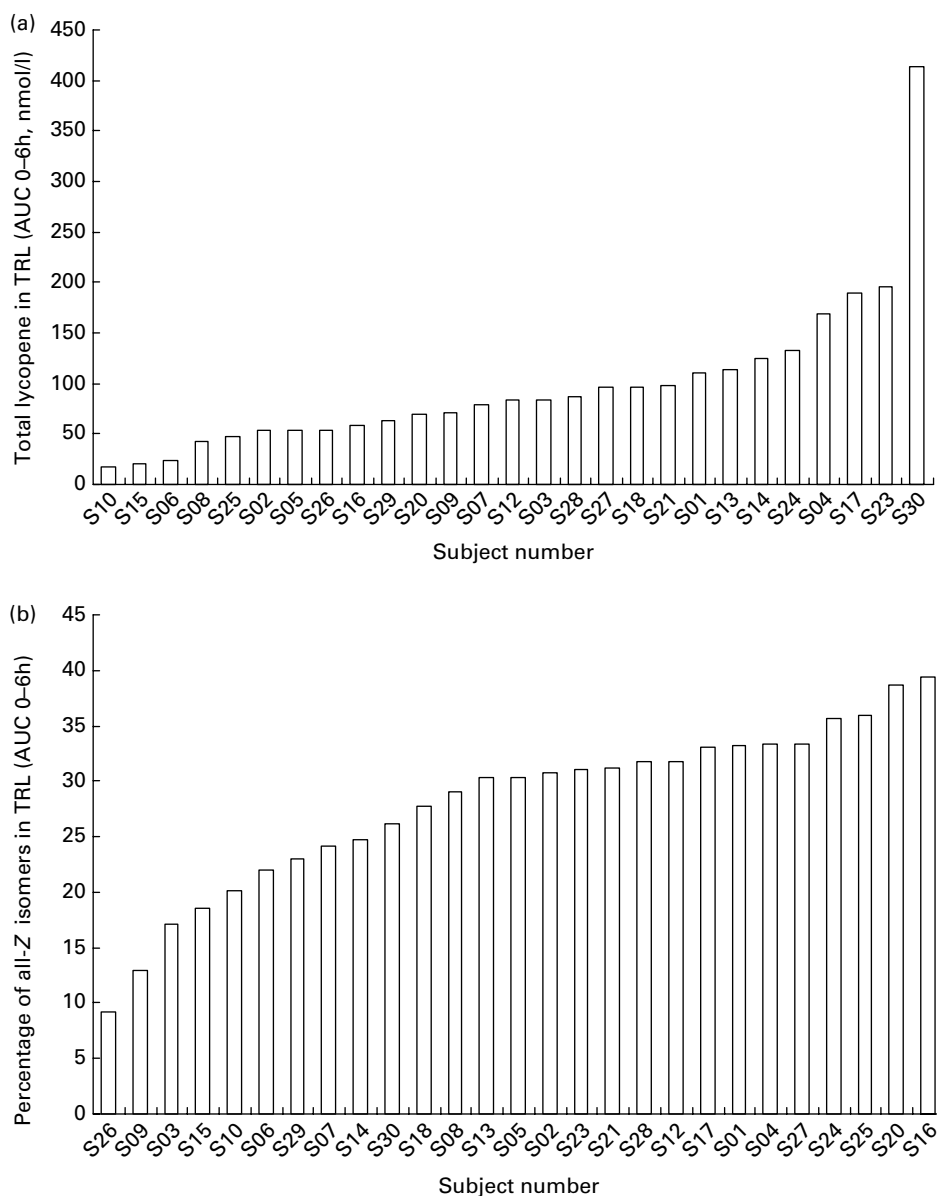 (a)
Total lycopene in TRL (AUC 0–6h, nmol/l)
450
400
350
300
250
200
150
100
50
0
S10 S15 S06 S08 S25 S02 S05 S26 S16 S29 S20 S09 S07 S12 S03 S28 S27 S18 S21 S01 S13 S14 S24 S04 S17 S23 S30
Subject number
(b)
Percentage of all-Z isomers in TRL (AUC 0–6h)
45
40
35
30
25
20
15
10
5
0
S26 S09 S03 S15 S10 S06 S29 S07 S14 S30 S18 S08 S13 S05 S02 S23 S21 S28 S12 S17 S01 S04 S27 S24 S25 S20 S16
Subject number